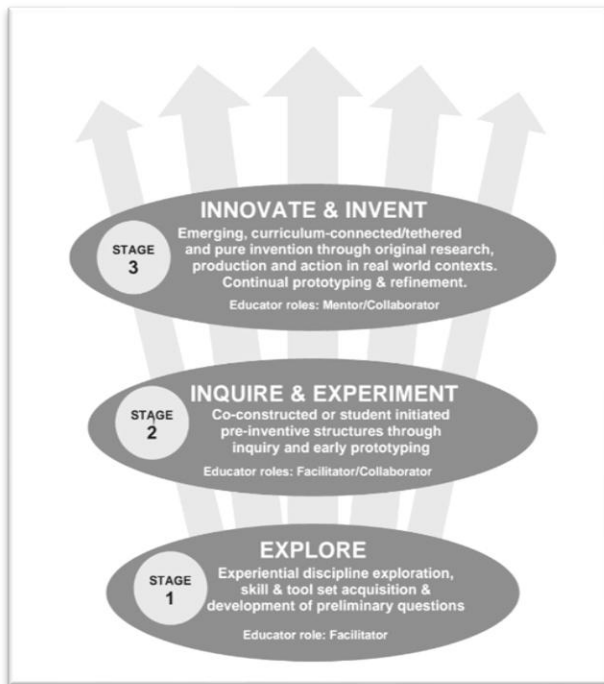 INNOVATE & INVENT
STAGE
3
Emerging, curriculum-connected/tethered
and pure invention through original research,
production and action in real world contexts.
Continual prototyping & refinement.
Educator roles: Mentor/Collaborator
INQUIRE & EXPERIMENT
STAGE
2
Co-constructed or student initiated
pre-inventive structures through
inquiry and early prototyping
Educator roles: Facilitator/Collaborator
EXPLORE
STAGE
1
Experiential discipline exploration,
skill & tool set acquisition &
development of preliminary questions
Educator role: Facilitator